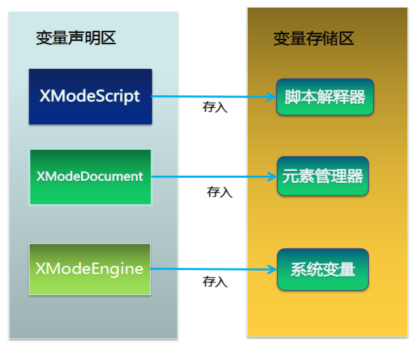 变量声明区 变量存储区
XModeScript 存入 脚本解释器
XModeDocument 存入 元素管理器
XModeEngine 存入 系统变量